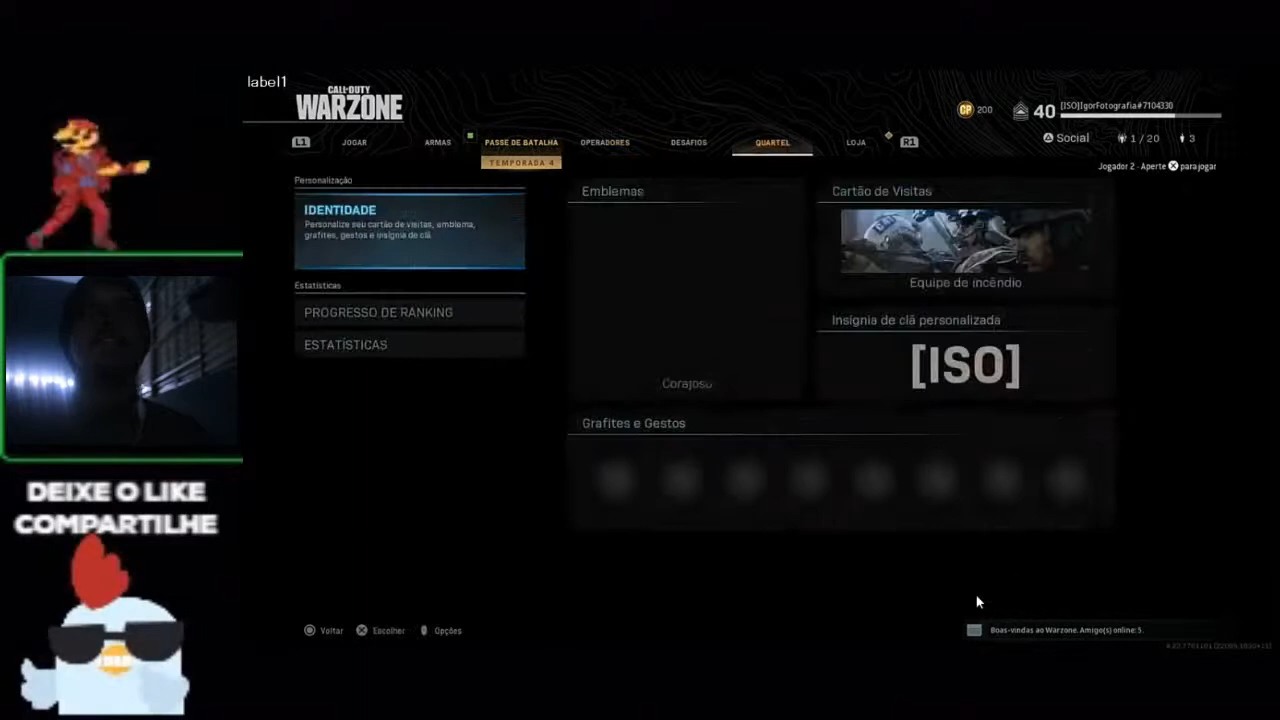 label1
CALL·DUTY
WARZONE
200
40
[ISO]IgorFotografia#7104330
Social
1 / 20
3
L1
JOGAR
ARMAS
PASSE DE BATALHA
OPERADORES
DESAFIOS
QUARTEL
LOJA
R1
TEMPORADA 4
Jogador 2 - Aperte X para jogar
Personalização
IDENTIDADE
Personalize seu cartão de visitas, emblema,
grafites, gestos e insígnia de clã.
Estatísticas
PROGRESSO DE RANKING
ESTATÍSTICAS
Emblemas
Corajoso
Cartão de Visitas
Equipe de incêndio
Insígnia de clã personalizada
[ISO]
Grafites e Gestos
DEIXE O LIKE
COMPARTILHE
Voltar
Escolher
Opções
Boas-vindas ao Warzone. Amigo(s) online: 5.